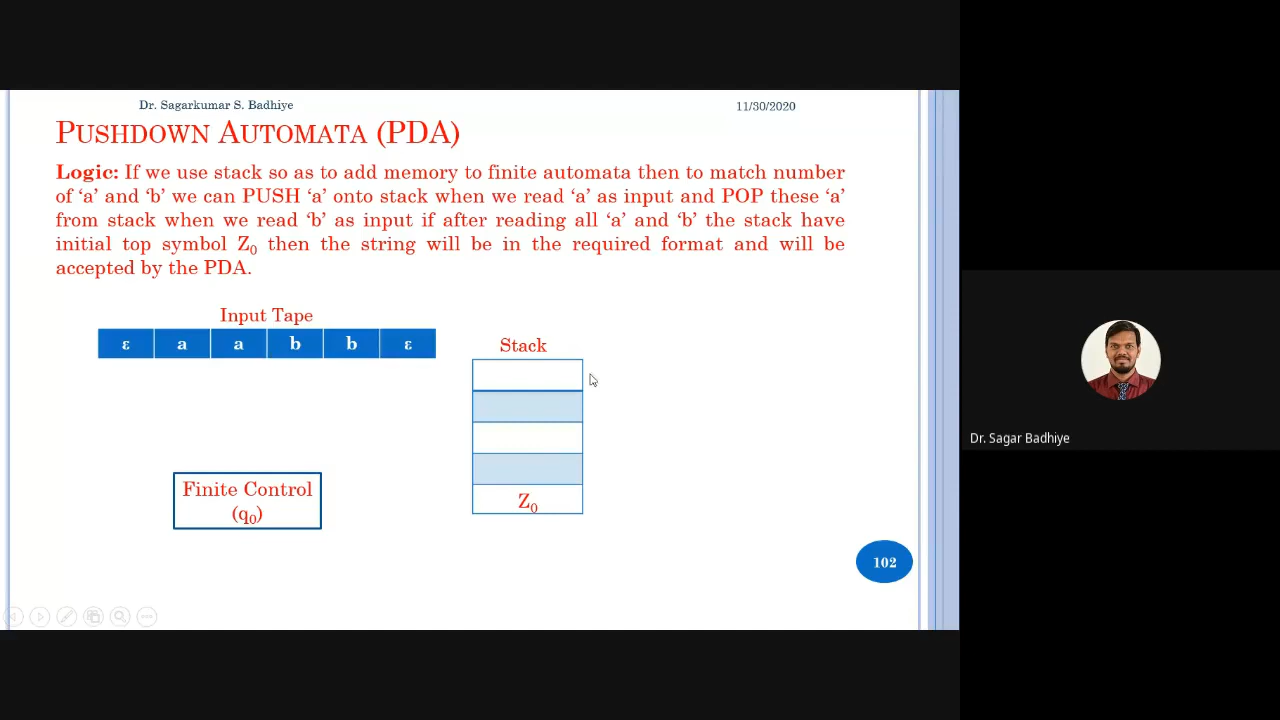 Dr. Sagarkumar S. Badhiye
11/30/2020
PUSHDOWN AUTOMATA (PDA)
Logic: If we use stack so as to add memory to finite automata then to match number
of ‘a’ and ‘b’ we can PUSH ‘a’ onto stack when we read ‘a’ as input and POP these ‘a’
from stack when we read ‘b’ as input if after reading all ‘a’ and ‘b’ the stack have
initial top symbol Z₀ then the string will be in the required format and will be
accepted by the PDA.
Input Tape
ε a a b b ε
Stack
Z₀
Finite Control
(q₀)
102
Dr. Sagar Badhiye